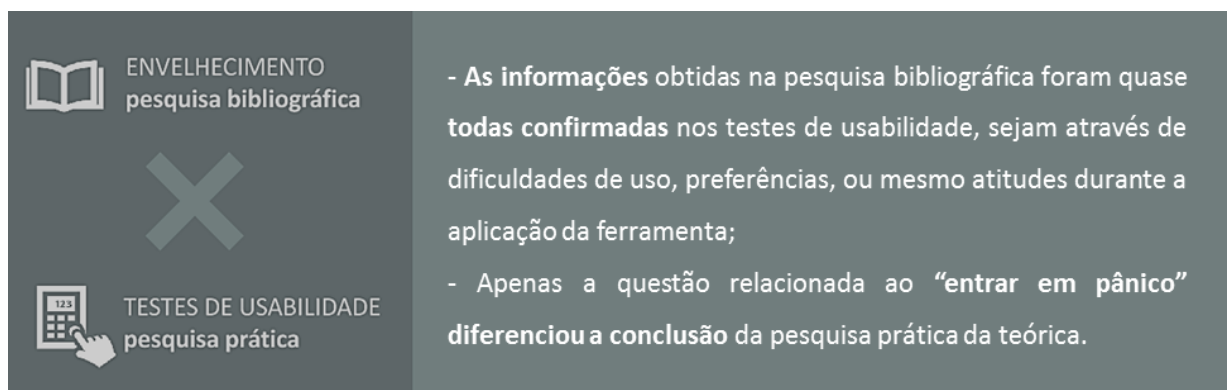 ENVELHECIMENTO
pesquisa bibliográfica
123
TESTES DE USABILIDADE
pesquisa prática
- As informações obtidas na pesquisa bibliográfica foram quase
todas confirmadas nos testes de usabilidade, sejam através de
dificuldades de uso, preferências, ou mesmo atitudes durante a
aplicação da ferramenta;
- Apenas a questão relacionada ao “entrar em pânico”
diferenciou a conclusão da pesquisa prática da teórica.